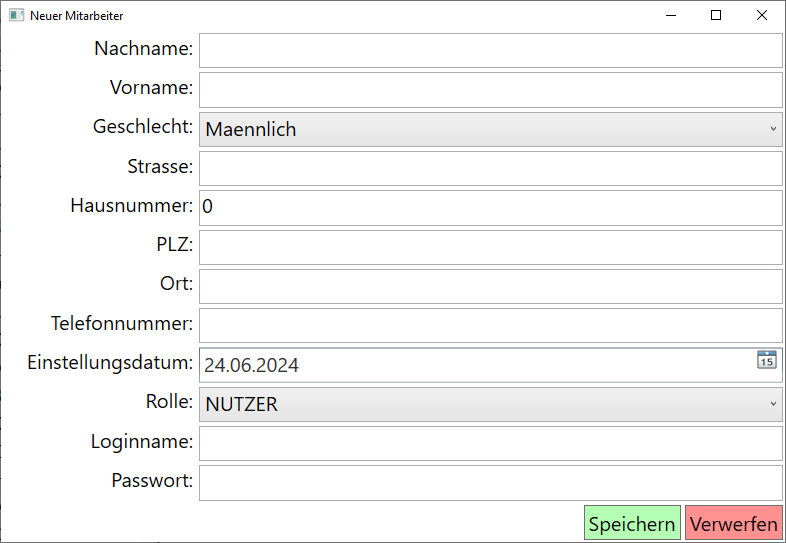 Neuer Mitarbeiter
Nachname:
Vorname:
Geschlecht: Maennlich
Strasse:
Hausnummer: 0
PLZ:
Ort:
Telefonnummer:
Einstellungsdatum: 24.06.2024 15
Rolle: NUTZER
Loginname:
Passwort:
Speichern Verwerfen